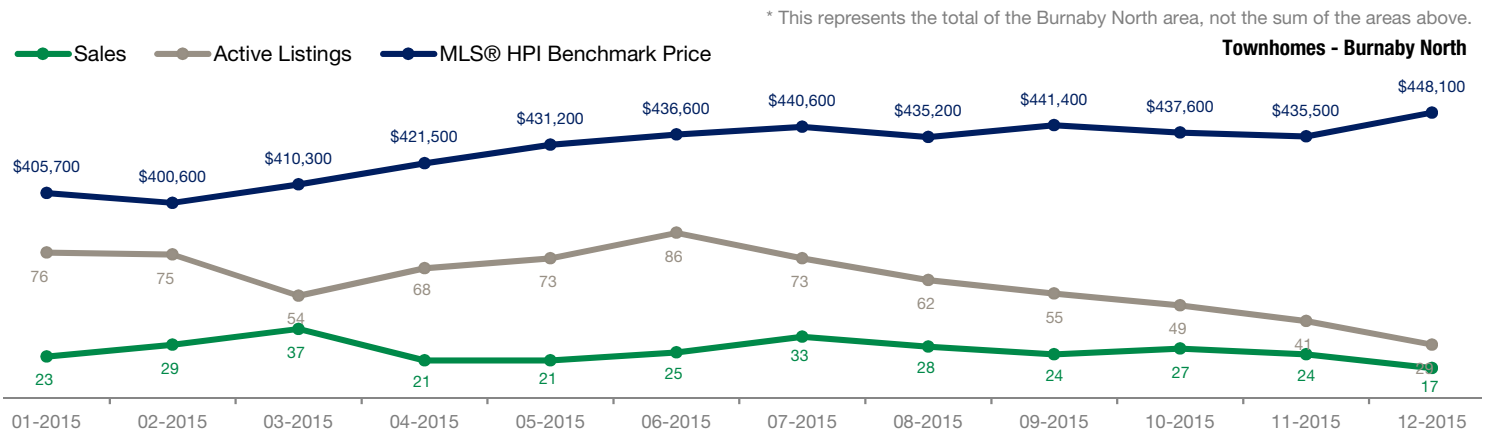 * This represents the total of the Burnaby North area, not the sum of the areas above.
Sales Active Listings MLS® HPI Benchmark Price
Townhomes - Burnaby North
$405,700 $400,600 $410,300 $421,500 $431,200 $436,600 $440,600 $435,200 $441,400 $437,600 $435,500 $448,100
76 75 54 68 73 86 73 62 55 49 41 29
23 29 37 21 21 25 33 28 24 27 24 17
01-2015 02-2015 03-2015 04-2015 05-2015 06-2015 07-2015 08-2015 09-2015 10-2015 11-2015 12-2015